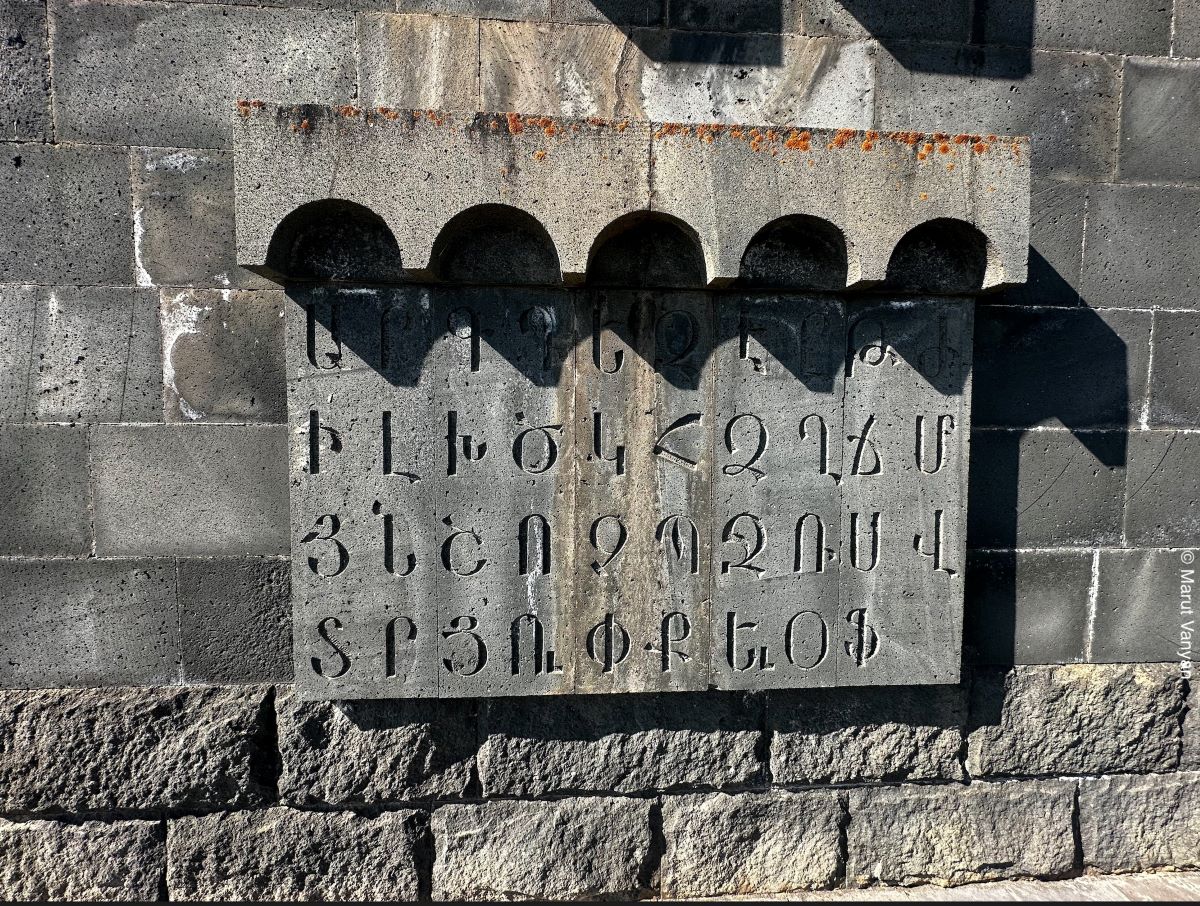 Ա Բ Գ Դ Ե Զ Է Ը Թ Ժ
Ի Լ Խ Ծ Կ Հ Ձ Ղ Ճ Մ
Յ Ն Շ Ո Չ Պ Ջ Ռ Ս Վ
Տ Ր Ց Ու Փ Ք Եւ Օ Ֆ
© Marut Vanyan